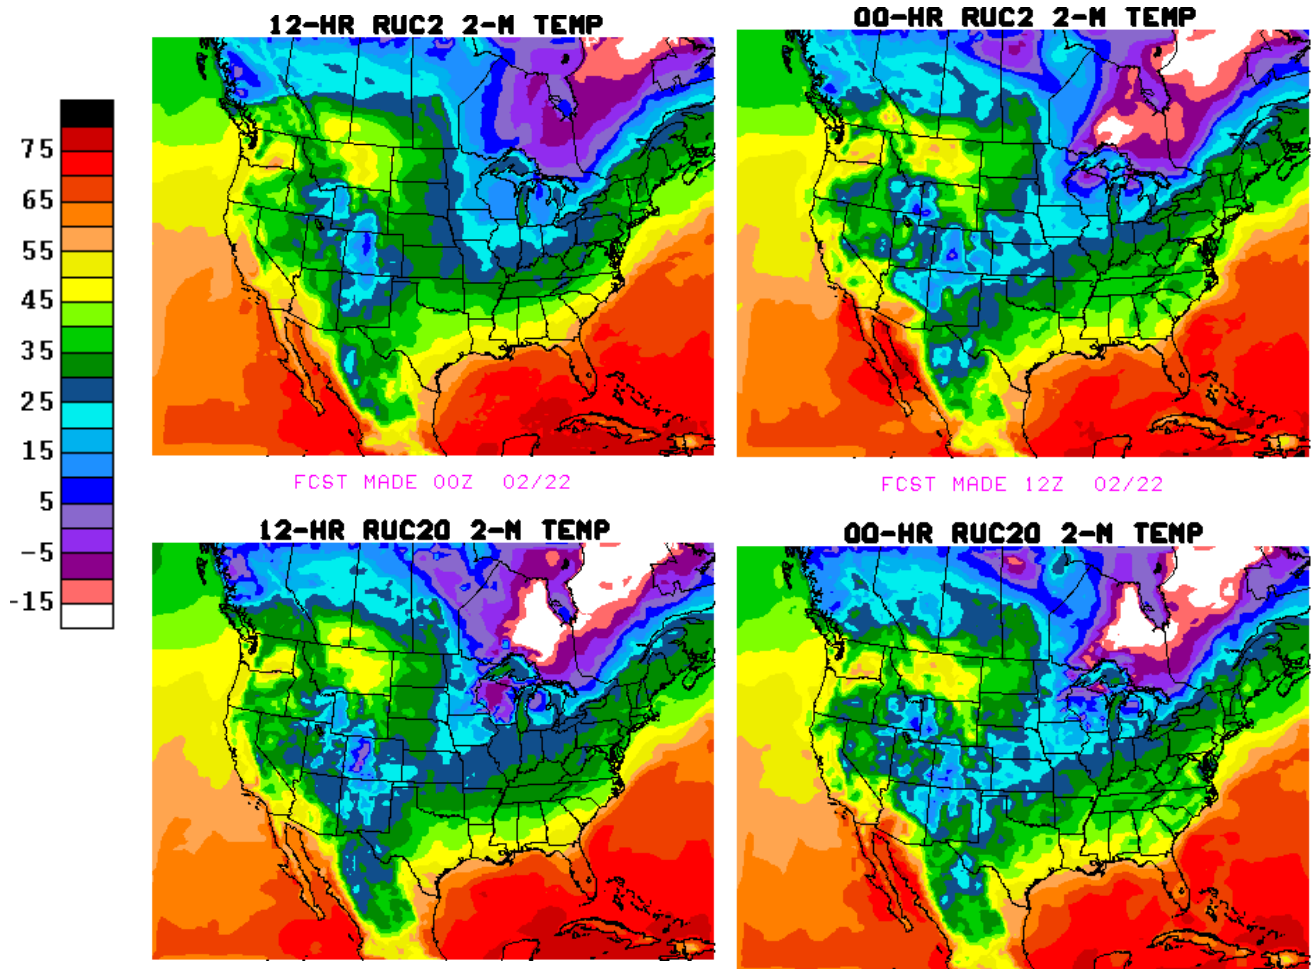 12-HR RUC2 2-M TEMP
00-HR RUC2 2-M TEMP
75
65
55
45
35
25
15
5
-5
-15
FCST MADE 00Z 02/22
FCST MADE 12Z 02/22
12-HR RUC20 2-M TEMP
00-HR RUC20 2-M TEMP